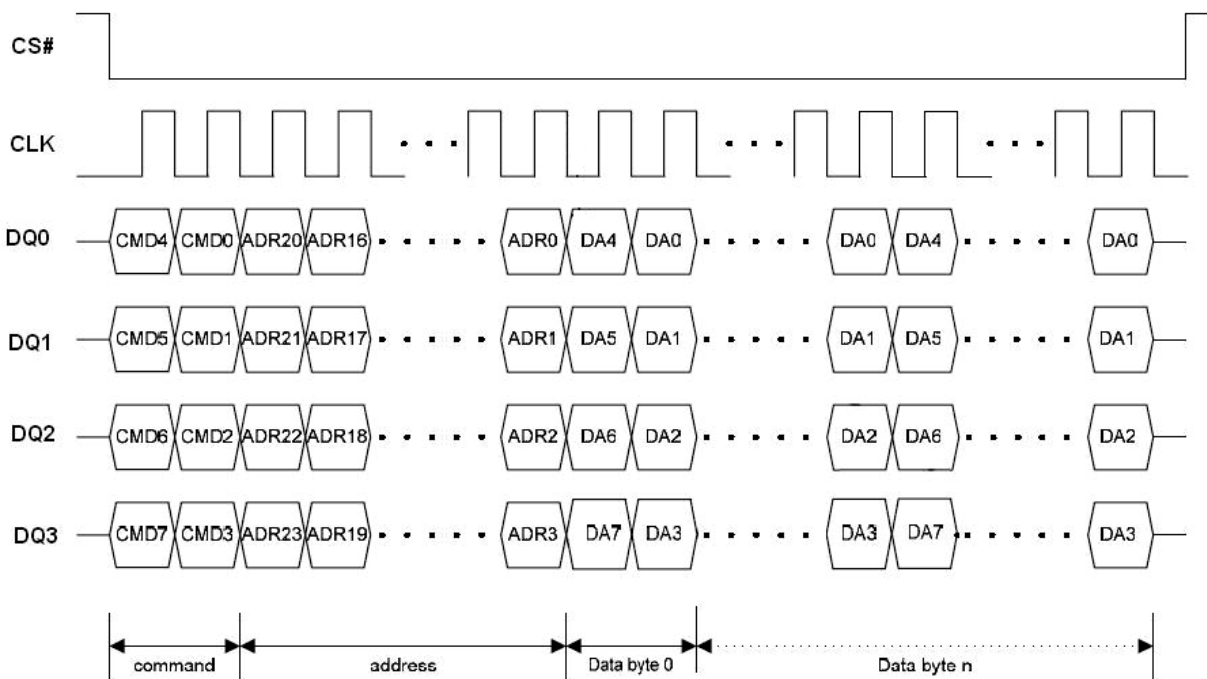 CS#
CLK
DQ0 CMD4 CMD0 ADR20 ADR16 ADR0 DA4 DA0 DA0 DA4 DA0
DQ1 CMD5 CMD1 ADR21 ADR17 ADR1 DA5 DA1 DA1 DA5 DA1
DQ2 CMD6 CMD2 ADR22 ADR18 ADR2 DA6 DA2 DA2 DA6 DA2
DQ3 CMD7 CMD3 ADR23 ADR19 ADR3 DA7 DA3 DA3 DA7 DA3
command address Data byte 0 Data byte n